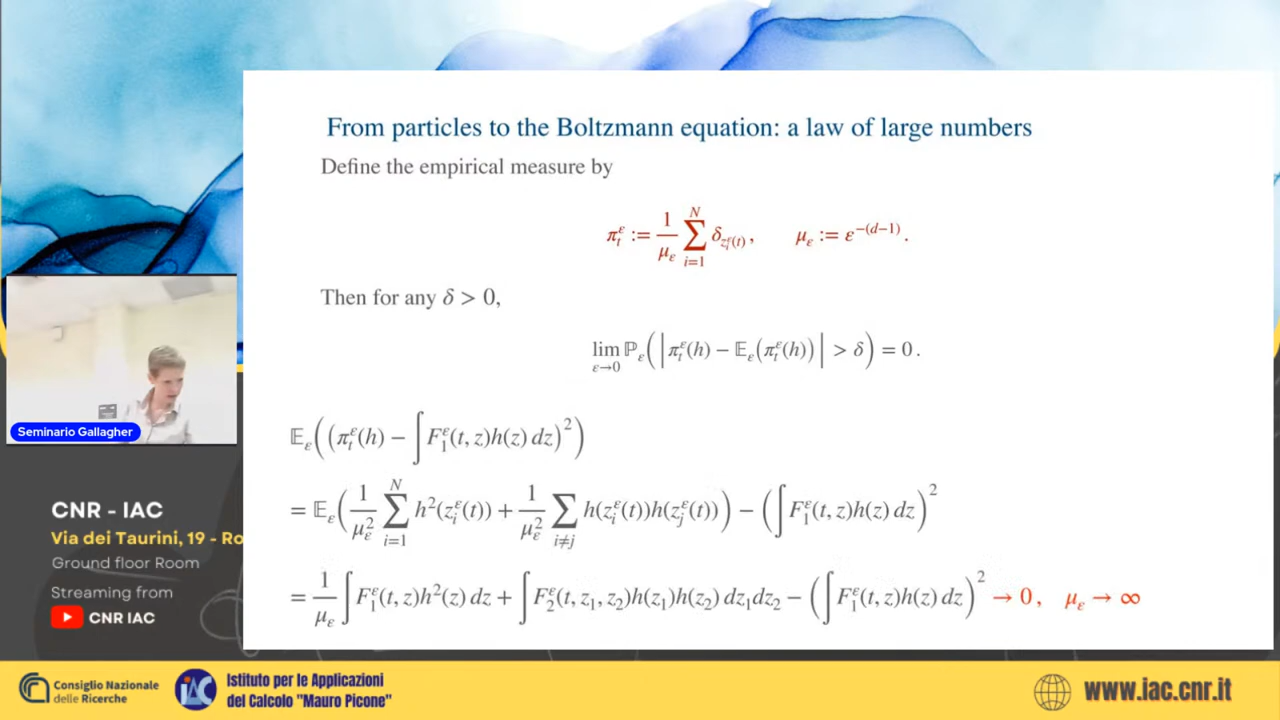 From particles to the Boltzmann equation: a law of large numbers
Define the empirical measure by
π_t^ε := 1/μ_ε ∑_{i=1}^N δ_{z_i^ε(t)}, μ_ε := ε^{-(d-1)}.
Then for any δ > 0,
lim_{ε→0} ℙ_ε(|π_t^ε(h) − 𝔼_ε(π_t^ε(h))| > δ) = 0.
𝔼_ε((π_t^ε(h) − ∫ F_1^ε(t, z)h(z) dz)^2)
= 𝔼_ε(1/μ_ε^2 ∑_{i=1}^N h^2(z_i^ε(t)) + 1/μ_ε^2 ∑_{i≠j} h(z_i^ε(t))h(z_j^ε(t))) − (∫ F_1^ε(t, z)h(z) dz)^2
= 1/μ_ε ∫ F_1^ε(t, z)h^2(z) dz + ∫ F_2^ε(t, z_1, z_2)h(z_1)h(z_2) dz_1dz_2 − (∫ F_1^ε(t, z)h(z) dz)^2 → 0, μ_ε → ∞
Seminario Gallagher
CNR - IAC
Via dei Taurini, 19 - Ro
Ground floor Room
Streaming from
CNR IAC
Consiglio Nazionale
delle Ricerche
IAC
Istituto per le Applicazioni
del Calcolo "Mauro Picone"
www.iac.cnr.it